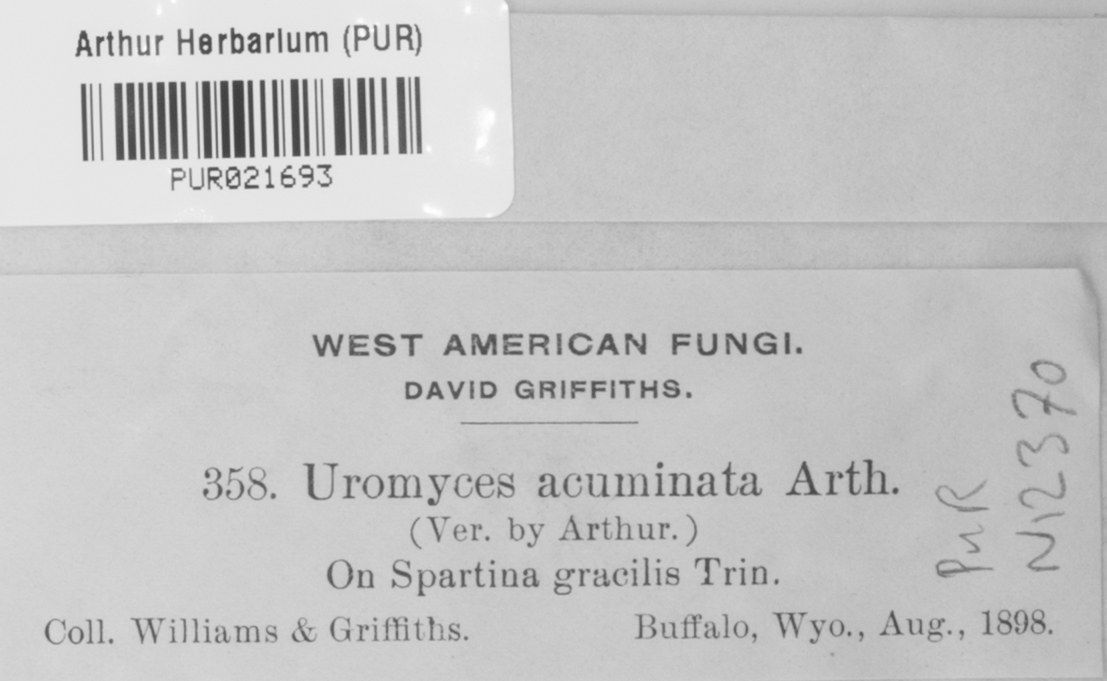 Arthur Herbarium (PUR)
PUR021693
WEST AMERICAN FUNGI.
DAVID GRIFFITHS.
358. Uromyces acuminata Arth.
(Ver. by Arthur.)
On Spartina gracilis Trin.
Coll. Williams & Griffiths.
Buffalo, Wyo., Aug., 1898.
PUR
N12370